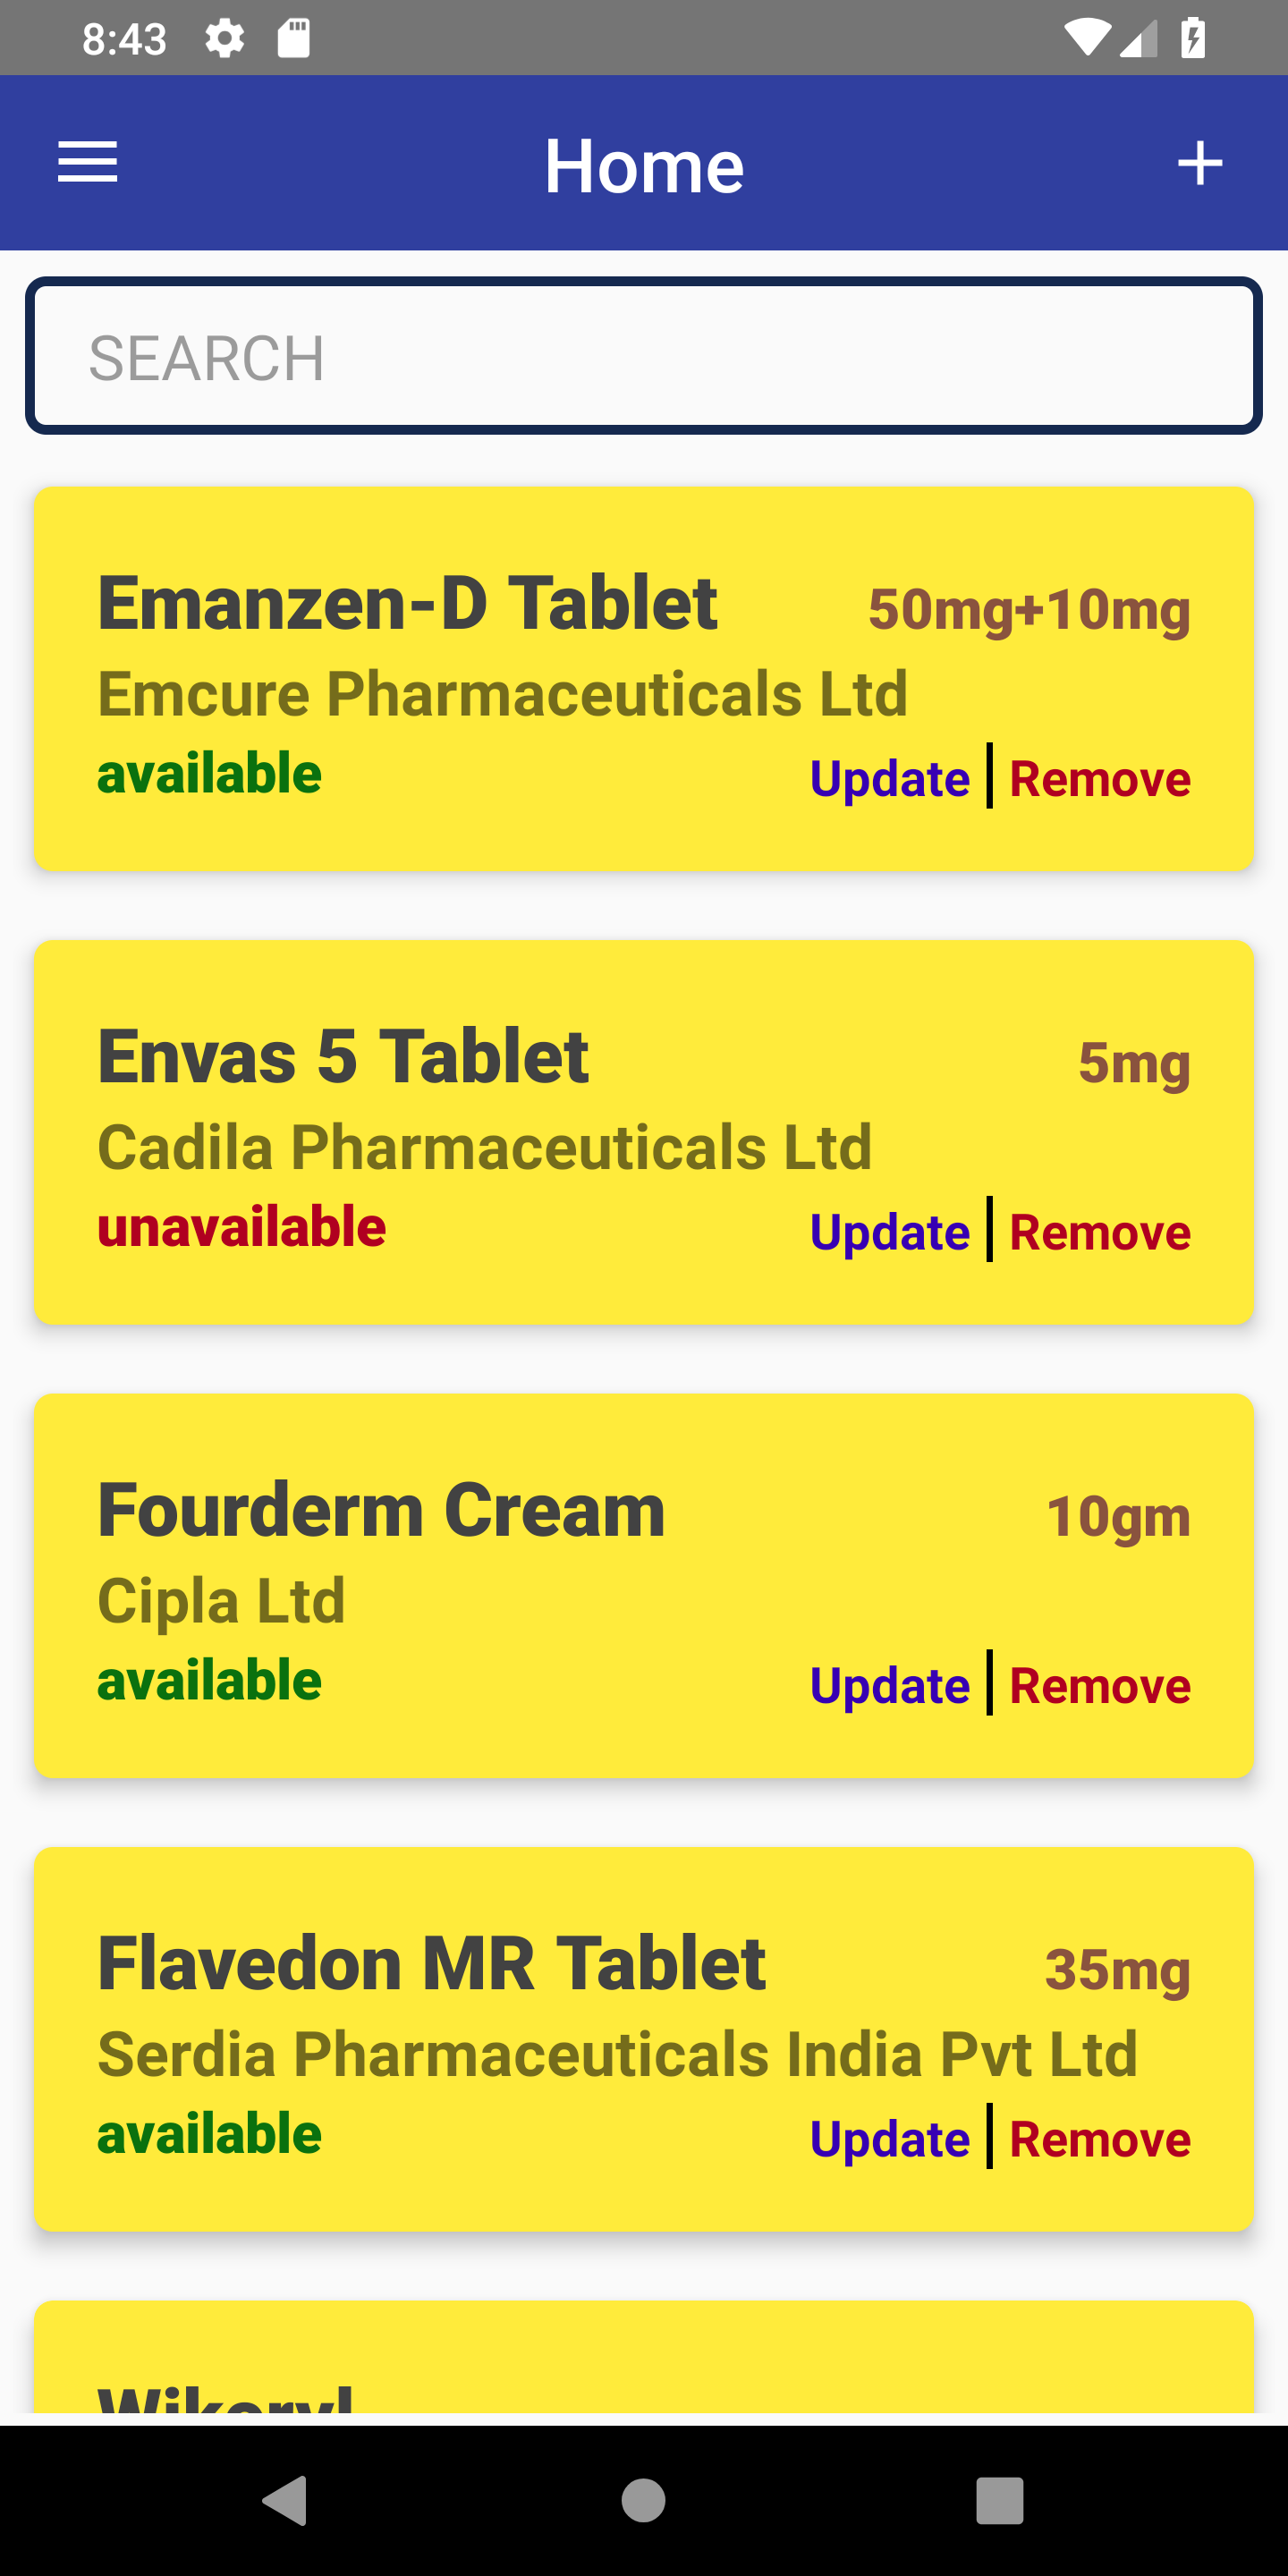 8:43
Home
SEARCH
Emanzen-D Tablet 50mg+10mg
Emcure Pharmaceuticals Ltd
available Update | Remove
Envas 5 Tablet 5mg
Cadila Pharmaceuticals Ltd
unavailable Update | Remove
Fourderm Cream 10gm
Cipla Ltd
available Update | Remove
Flavedon MR Tablet 35mg
Serdia Pharmaceuticals India Pvt Ltd
available Update | Remove